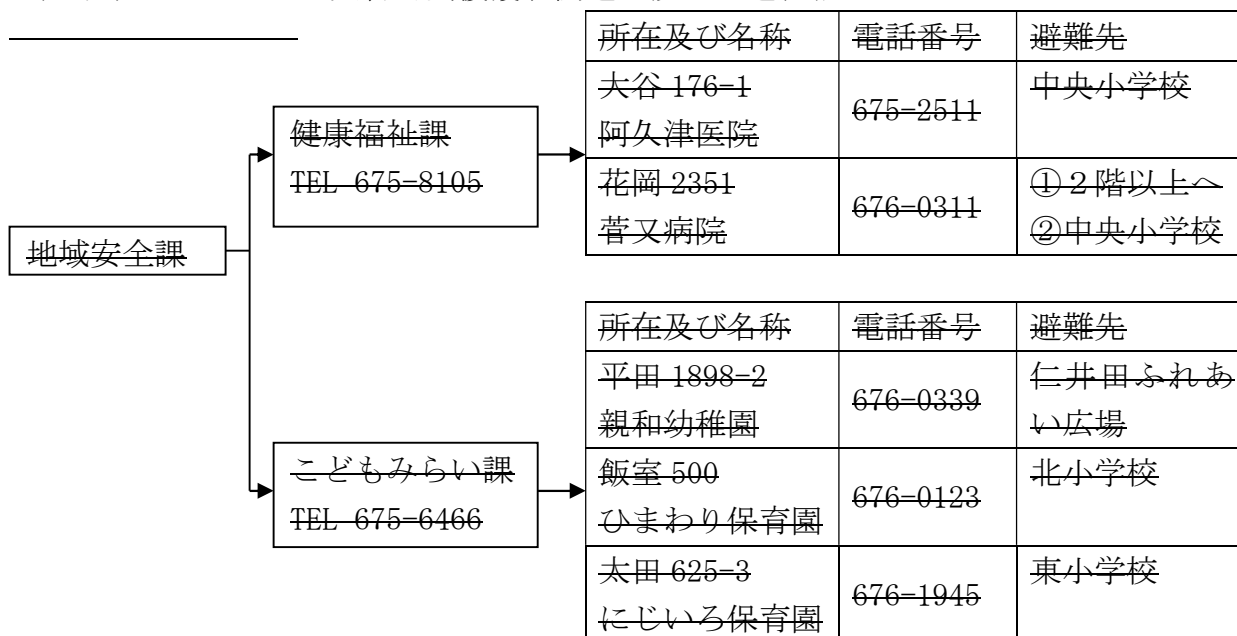 所在及び名称 電話番号 避難先
大谷 176-1
阿久津医院
675-2511
中央小学校
花岡 2351
菅又病院
676-0311
①２階以上へ
②中央小学校
健康福祉課
TEL 675-8105
地域安全課
所在及び名称 電話番号 避難先
平田 1898-2
親和幼稚園
676-0339
仁井田ふれあ
い広場
こどもみらい課
TEL 675-6466
飯室 500
ひまわり保育園
676-0123
北小学校
太田 625-3
にじいろ保育園
676-1945
東小学校